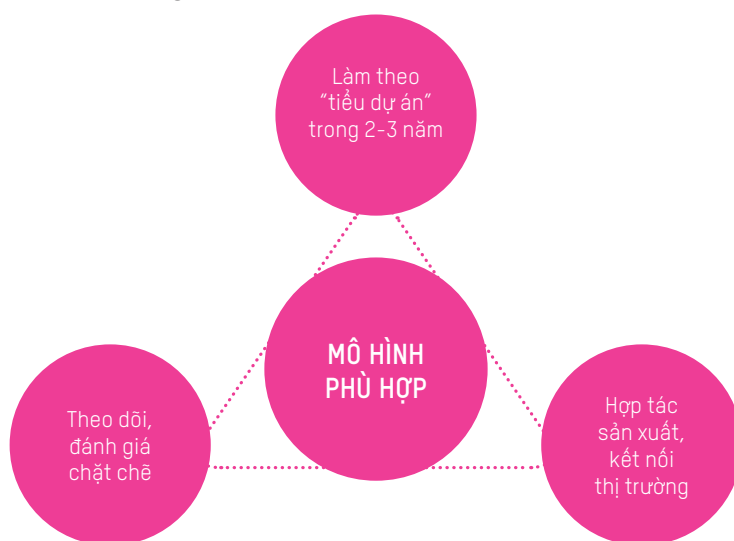 Làm theo
“tiểu dự án”
trong 2-3 năm
MÔ HÌNH
PHÙ HỢP
Theo dõi,
đánh giá
chặt chẽ
Hợp tác
sản xuất,
kết nối
thị trường